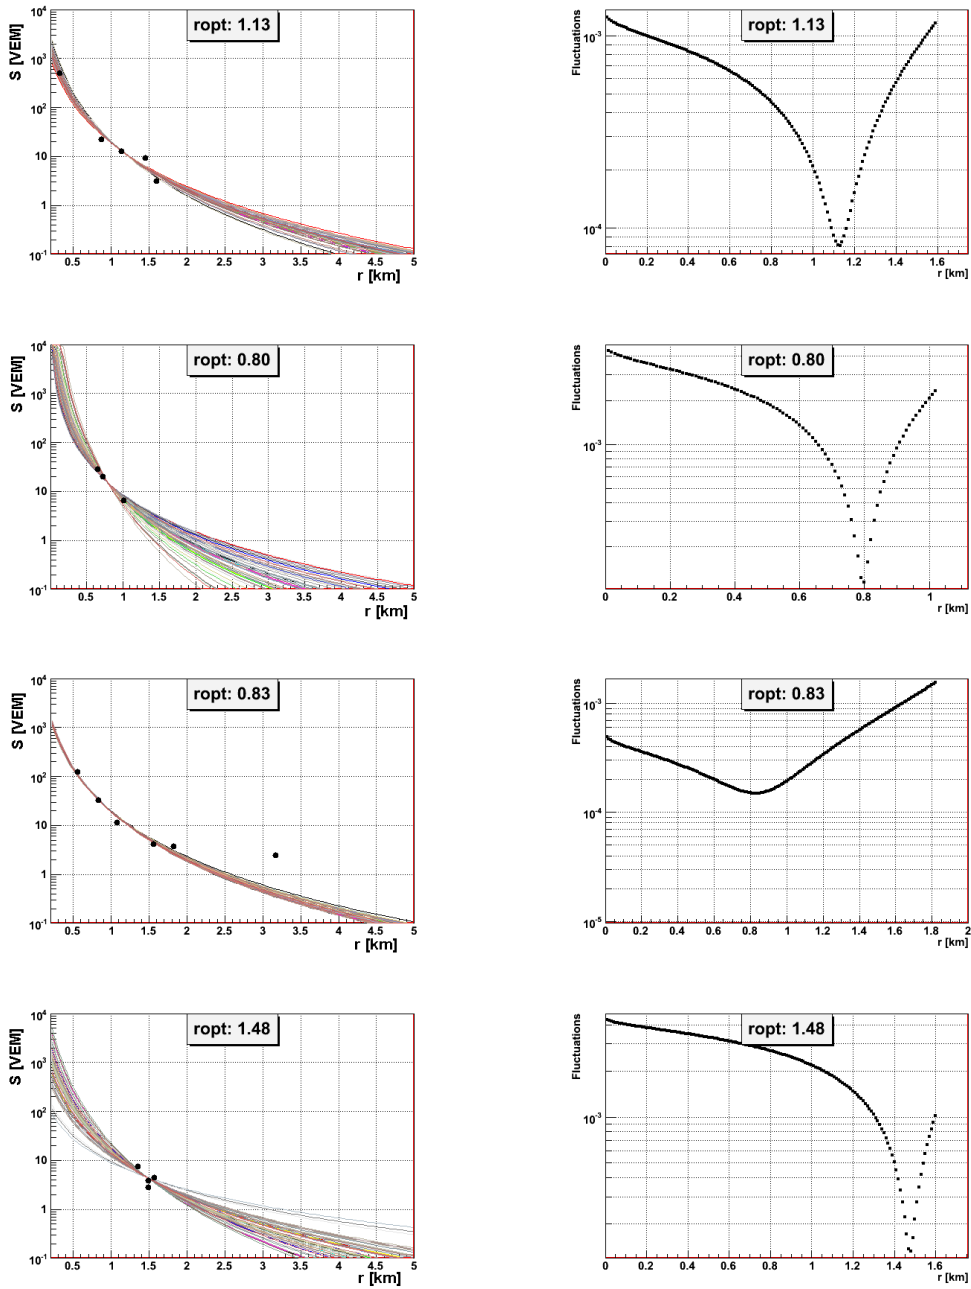 ropt: 1.13
S [VEM]
10^4
10^3
10^2
10
1
10^-1
0.5 1 1.5 2 2.5 3 3.5 4 4.5 5
r [km]
ropt: 1.13
Fluctuations
10^-3
10^-4
0 0.2 0.4 0.6 0.8 1 1.2 1.4 1.6
r [km]
ropt: 0.80
S [VEM]
10^4
10^3
10^2
10
1
10^-1
0.5 1 1.5 2 2.5 3 3.5 4 4.5 5
r [km]
ropt: 0.80
Fluctuations
10^-3
0 0.2 0.4 0.6 0.8 1
r [km]
ropt: 0.83
S [VEM]
10^4
10^3
10^2
10
1
10^-1
0.5 1 1.5 2 2.5 3 3.5 4 4.5 5
r [km]
ropt: 0.83
Fluctuations
10^-3
10^-4
10^-5
0 0.2 0.4 0.6 0.8 1 1.2 1.4 1.6 1.8 2
r [km]
ropt: 1.48
S [VEM]
10^4
10^3
10^2
10
1
10^-1
0.5 1 1.5 2 2.5 3 3.5 4 4.5 5
r [km]
ropt: 1.48
Fluctuations
10^-3
0 0.2 0.4 0.6 0.8 1 1.2 1.4 1.6
r [km]